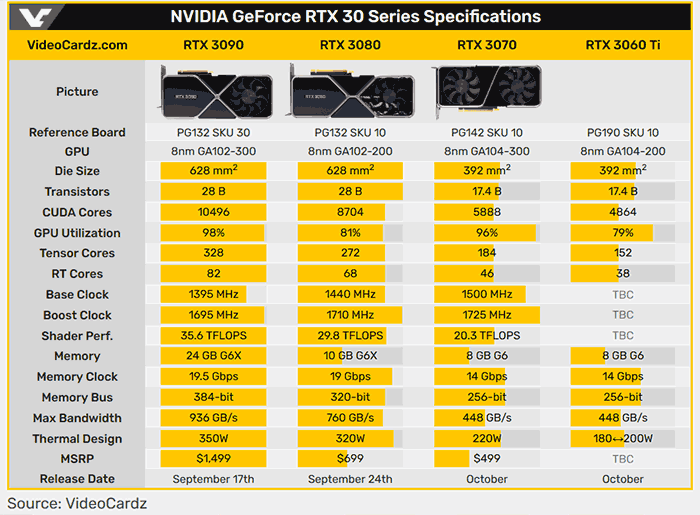 NVIDIA GeForce RTX 30 Series Specifications
VideoCardz.com RTX 3090 RTX 3080 RTX 3070 RTX 3060 Ti
Picture RTX 3090 RTX 3080
Reference Board PG132 SKU 30 PG132 SKU 10 PG142 SKU 10 PG190 SKU 10
GPU 8nm GA102-300 8nm GA102-200 8nm GA104-300 8nm GA104-200
Die Size 628 mm² 628 mm² 392 mm² 392 mm²
Transistors 28 B 28 B 17.4 B 17.4 B
CUDA Cores 10496 8704 5888 4864
GPU Utilization 98% 81% 96% 79%
Tensor Cores 328 272 184 152
RT Cores 82 68 46 38
Base Clock 1395 MHz 1440 MHz 1500 MHz TBC
Boost Clock 1695 MHz 1710 MHz 1725 MHz TBC
Shader Perf. 35.6 TFLOPS 29.8 TFLOPS 20.3 TFLOPS TBC
Memory 24 GB G6X 10 GB G6X 8 GB G6 8 GB G6
Memory Clock 19.5 Gbps 19 Gbps 14 Gbps 14 Gbps
Memory Bus 384-bit 320-bit 256-bit 256-bit
Max Bandwidth 936 GB/s 760 GB/s 448 GB/s 448 GB/s
Thermal Design 350W 320W 220W 180↔200W
MSRP $1,499 $699 $499 TBC
Release Date September 17th September 24th October October
Source: VideoCardz